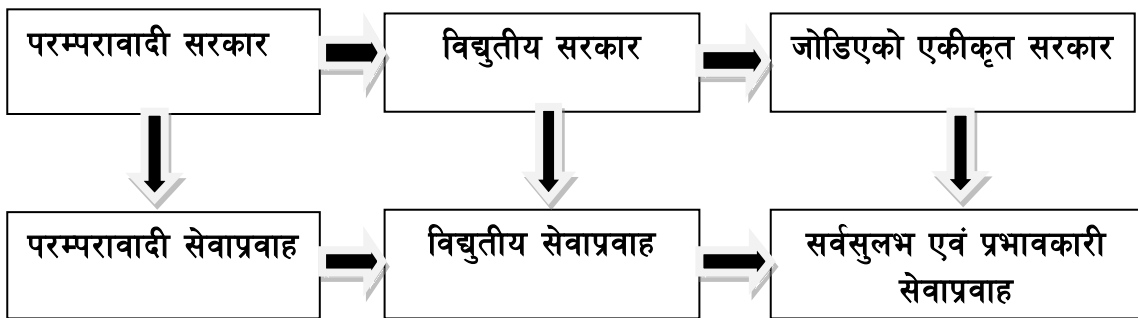 परम्परावादी सरकार
विद्युतीय सरकार
जोडिएको एकीकृत सरकार
परम्परावादी सेवाप्रवाह
विद्युतीय सेवाप्रवाह
सर्वसुलभ एवं प्रभावकारी
सेवाप्रवाह